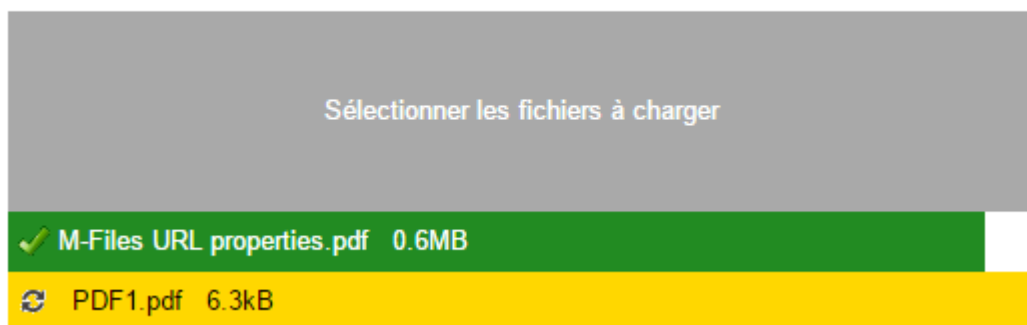 Sélectionner les fichiers à charger
M-Files URL properties.pdf 0.6MB
PDF1.pdf 6.3kB